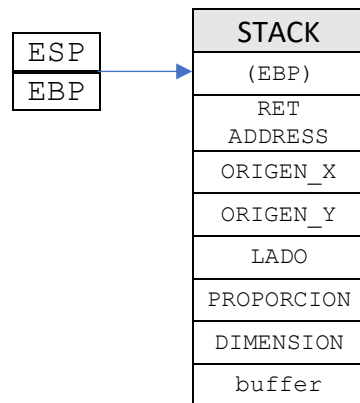 ESP
EBP
STACK
(EBP)
RET
ADDRESS
ORIGEN_X
ORIGEN_Y
LADO
PROPORCION
DIMENSION
buffer